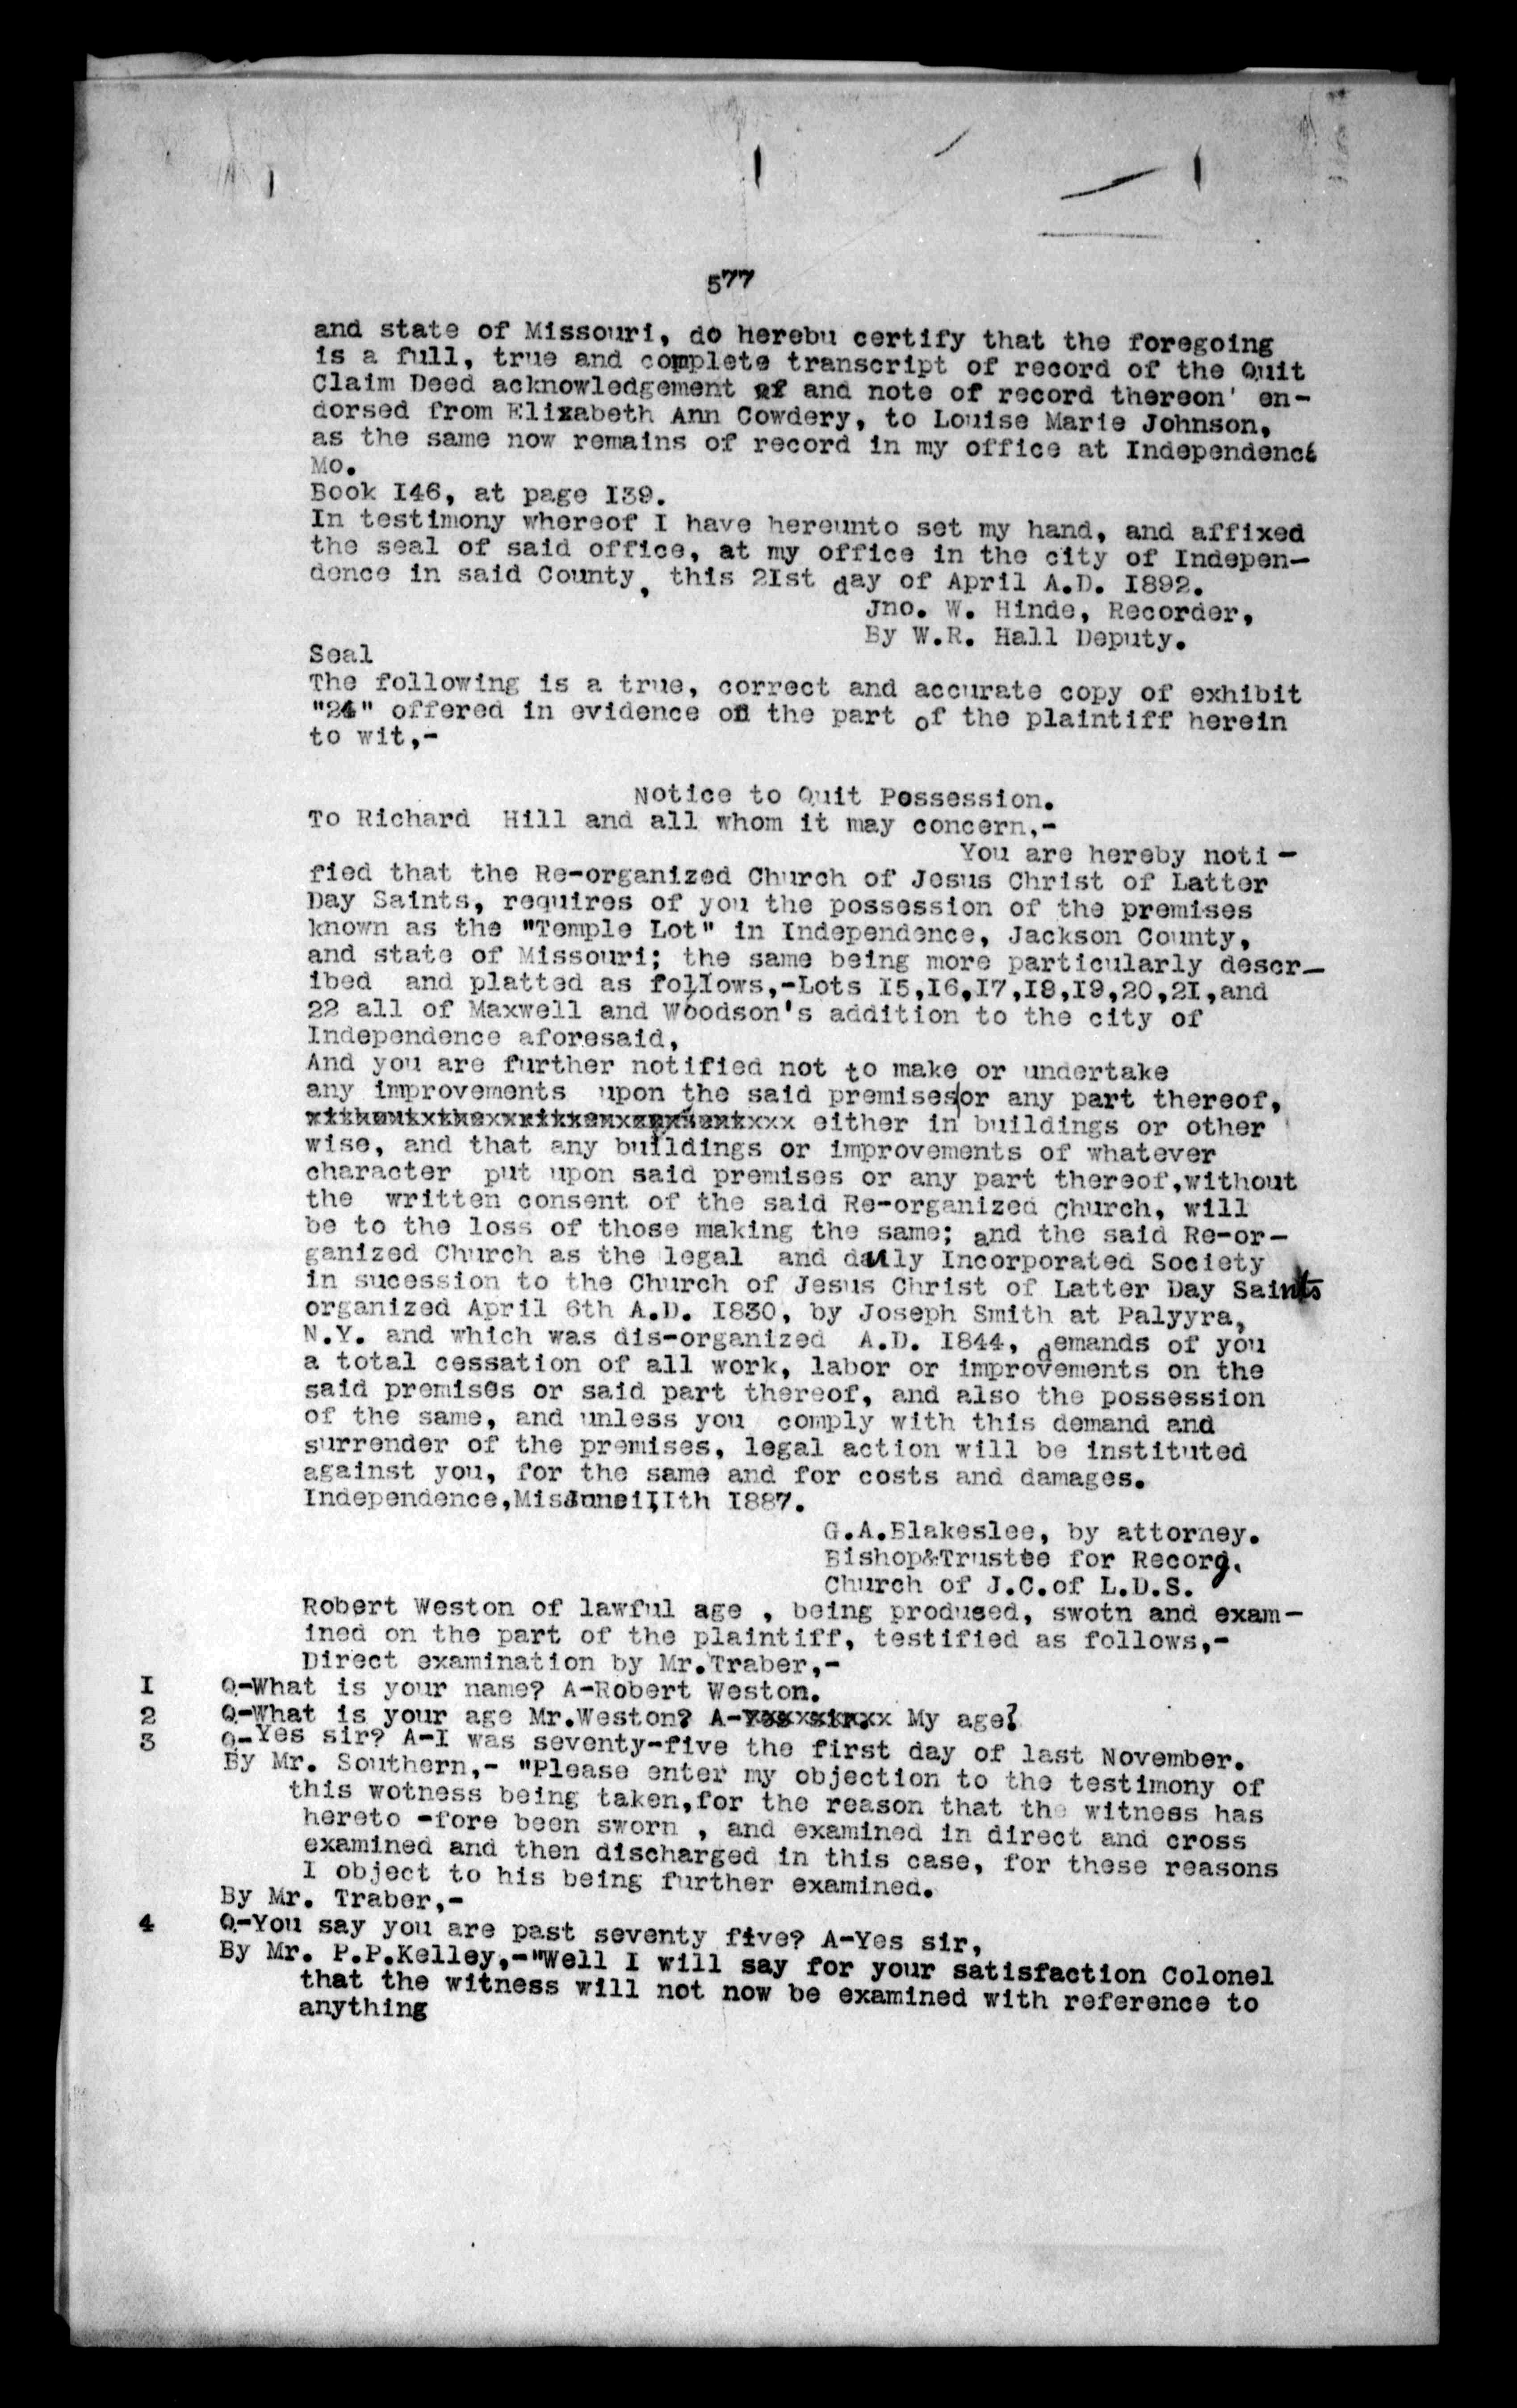 577
and state of Missouri, do herebu certify that the foregoing
is a full, true and complete transcript of record of the Quit
Claim Deed acknowledgement of and note of record thereon' en-
dorsed from Elizabeth Ann Cowdery, to Louise Marie Johnson,
as the same now remains of record in my office at Independence
Mo.
Book I46, at page I39.
In testimony whereof I have hereunto set my hand, and affixed
the seal of said office, at my office in the city of Indepen-
dence in said County, this 2Ist day of April A.D. I892.
Jno. W. Hinde, Recorder,
By W.R. Hall Deputy.
Seal
The following is a true, correct and accurate copy of exhibit
"24" offered in evidence on the part of the plaintiff herein
to wit,-
Notice to Quit Possession.
To Richard Hill and all whom it may concern,-
You are hereby noti-
fied that the Re-organized Church of Jesus Christ of Latter
Day Saints, requires of you the possession of the premises
known as the "Temple Lot" in Independence, Jackson County,
and state of Missouri; the same being more particularly descr-
ibed and platted as follows,-Lots I5,I6,I7,I8,I9,20,2I,and
22 all of Maxwell and Woodson's addition to the city of
Independence aforesaid,
And you are further notified not to make or undertake
any improvements upon the said premises or any part thereof,
either in buildings or other
wise, and that any buildings or improvements of whatever
character put upon said premises or any part thereof,without
the written consent of the said Re-organized Church, will
be to the loss of those making the same; and the said Re-or-
ganized Church as the legal and duly Incorporated Society
in sucession to the Church of Jesus Christ of Latter Day Saints
organized April 6th A.D. I830, by Joseph Smith at Palyyra,
N.Y. and which was dis-organized A.D. I844, demands of you
a total cessation of all work, labor or improvements on the
said premises or said part thereof, and also the possession
of the same, and unless you comply with this demand and
surrender of the premises, legal action will be instituted
against you, for the same and for costs and damages.
Independence, IIth I887.
G.A.Blakeslee, by attorney.
Bishop&Trustee for Recorg.
Church of J.C.of L.D.S.
Robert Weston of lawful age , being prodused, swotn and exam-
ined on the part of the plaintiff, testified as follows,-
Direct examination by Mr.Traber,-
I Q-What is your name? A-Robert Weston.
2 Q-What is your age Mr.Weston? A- My age?
3 Q-Yes sir? A-I was seventy-five the first day of last November.
By Mr. Southern,- "Please enter my objection to the testimony of
this wotness being taken,for the reason that the witness has
hereto -fore been sworn , and examined in direct and cross
examined and then discharged in this case, for these reasons
I object to his being further examined.
By Mr. Traber,-
4 Q-You say you are past seventy five? A-Yes sir,
By Mr. P.P.Kelley,-"Well I will say for your satisfaction Colonel
that the witness will not now be examined with reference to
anything